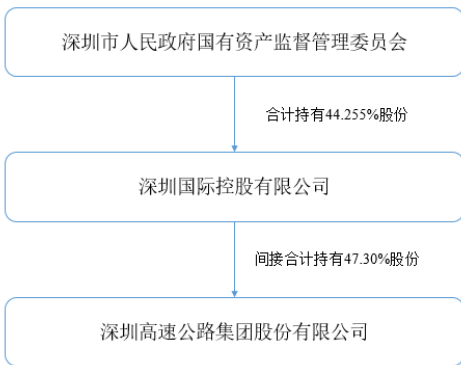 深圳市人民政府国有资产监督管理委员会
合计持有44.255%股份
深圳国际控股有限公司
间接合计持有47.30%股份
深圳高速公路集团股份有限公司